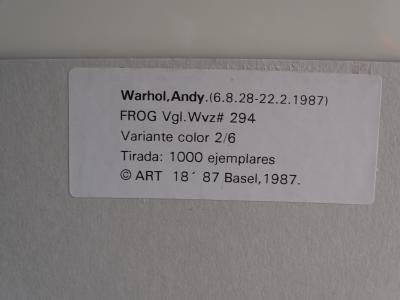 Warhol,Andy.(6.8.28-22.2.1987)
FROG Vgl.Wvz# 294
Variante color 2/6
Tirada: 1000 ejemplares
© ART 18´ 87 Basel,1987.